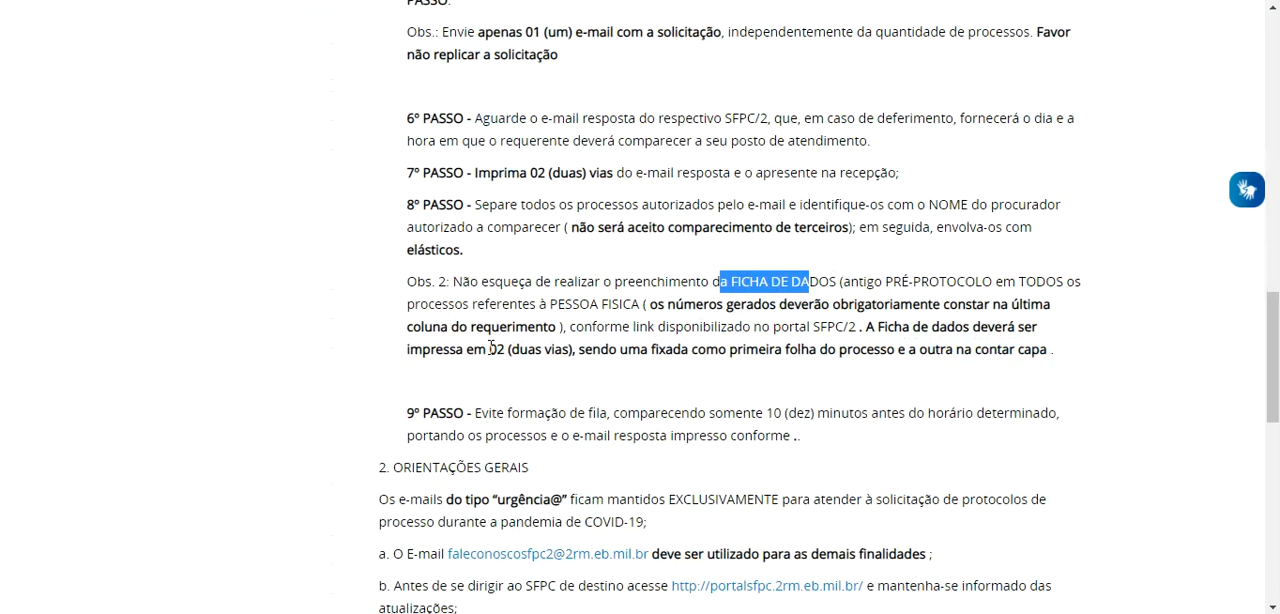 PASSO.
Obs.: Envie apenas 01 (um) e-mail com a solicitação, independentemente da quantidade de processos. Favor
não replicar a solicitação
6º PASSO - Aguarde o e-mail resposta do respectivo SFPC/2, que, em caso de deferimento, fornecerá o dia e a
hora em que o requerente deverá comparecer a seu posto de atendimento.
7º PASSO - Imprima 02 (duas) vias do e-mail resposta e o apresente na recepção;
8º PASSO - Separe todos os processos autorizados pelo e-mail e identifique-os com o NOME do procurador
autorizado a comparecer ( não será aceito comparecimento de terceiros); em seguida, envolva-os com
elásticos.
Obs. 2: Não esqueça de realizar o preenchimento da FICHA DE DADOS (antigo PRÉ-PROTOCOLO em TODOS os
processos referentes à PESSOA FISICA ( os números gerados deverão obrigatoriamente constar na última
coluna do requerimento ), conforme link disponibilizado no portal SFPC/2 . A Ficha de dados deverá ser
impressa em 02 (duas vias), sendo uma fixada como primeira folha do processo e a outra na contar capa .
9º PASSO - Evite formação de fila, comparecendo somente 10 (dez) minutos antes do horário determinado,
portando os processos e o e-mail resposta impresso conforme ..
2. ORIENTAÇÕES GERAIS
Os e-mails do tipo “urgência@” ficam mantidos EXCLUSIVAMENTE para atender à solicitação de protocolos de
processo durante a pandemia de COVID-19;
a. O E-mail faleconoscosfpc2@2rm.eb.mil.br deve ser utilizado para as demais finalidades ;
b. Antes de se dirigir ao SFPC de destino acesse http://portalsfpc.2rm.eb.mil.br/ e mantenha-se informado das
atualizações;